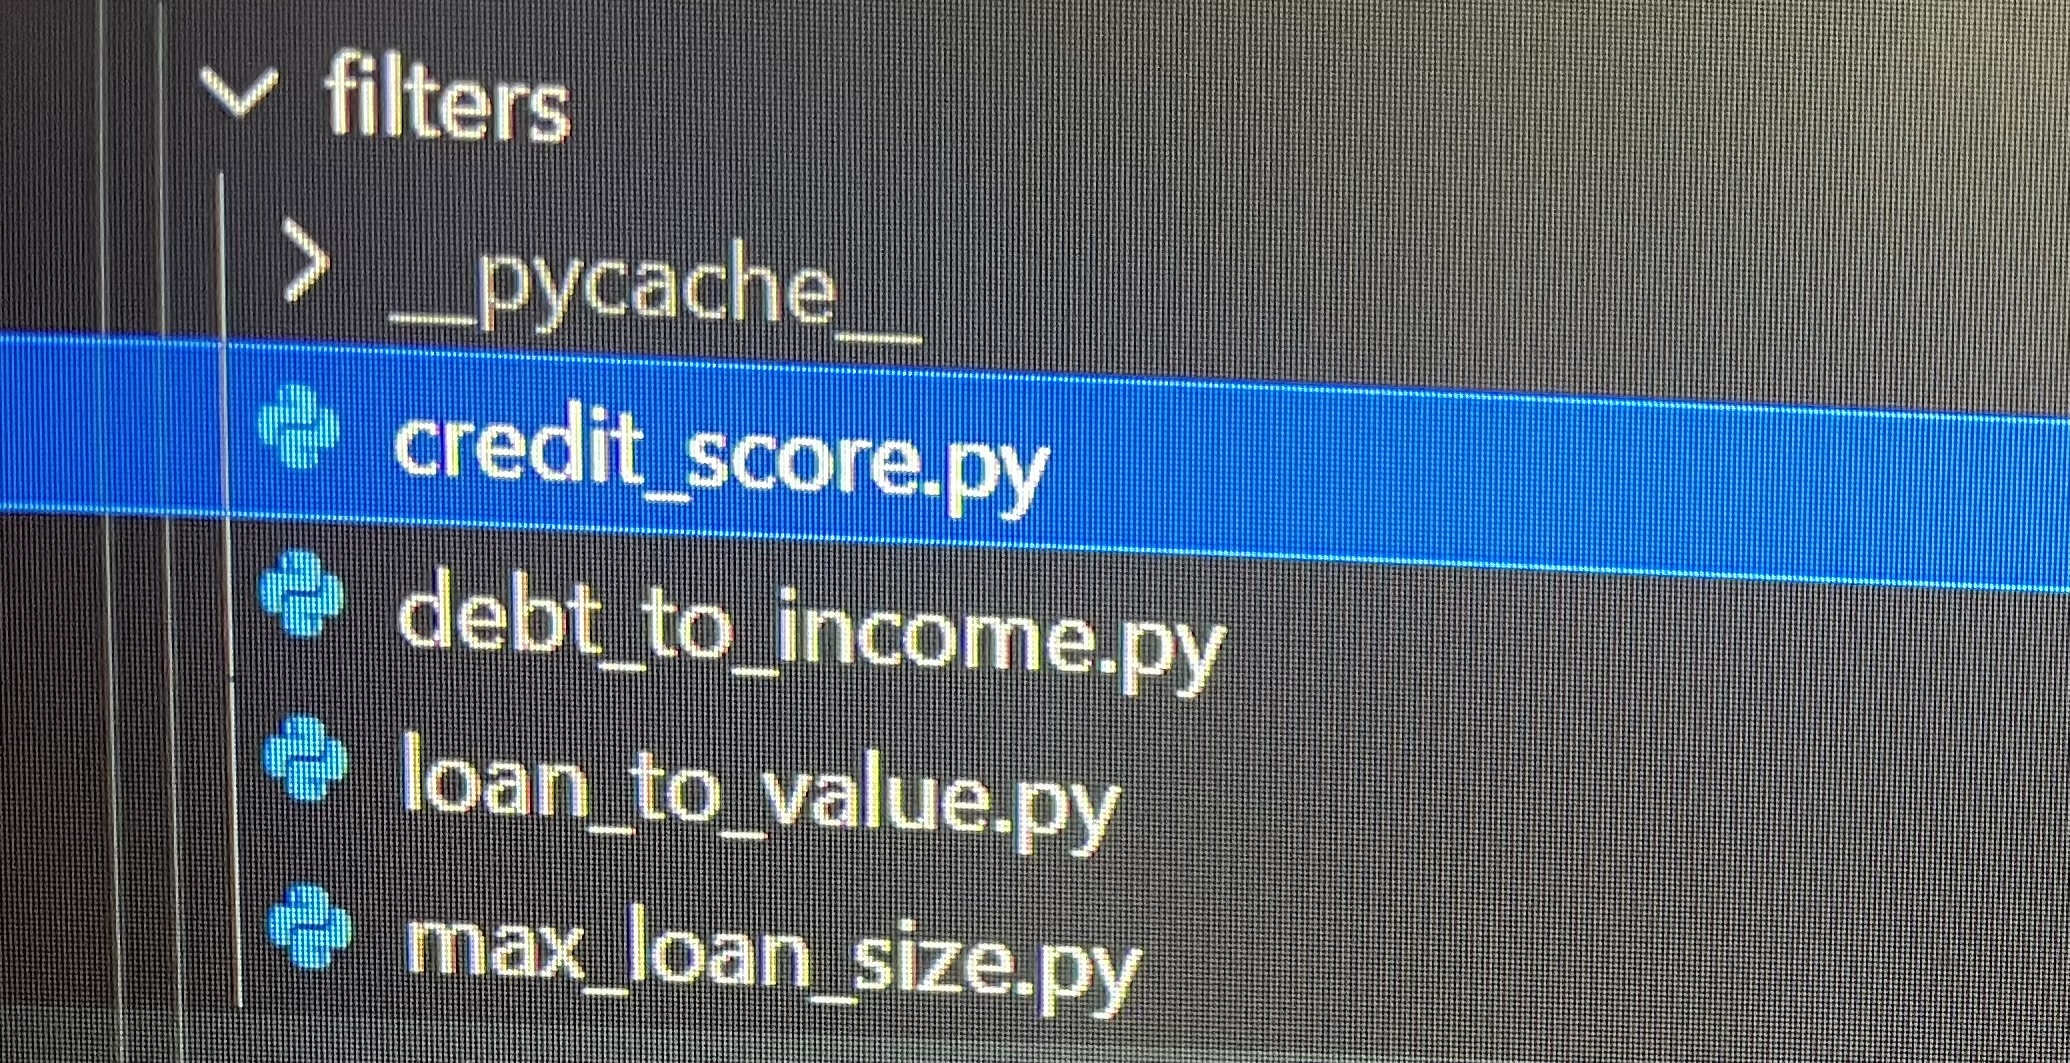 filters
__pycache__
credit_score.py
debt_to_income.py
loan_to_value.py
max_loan_size.py